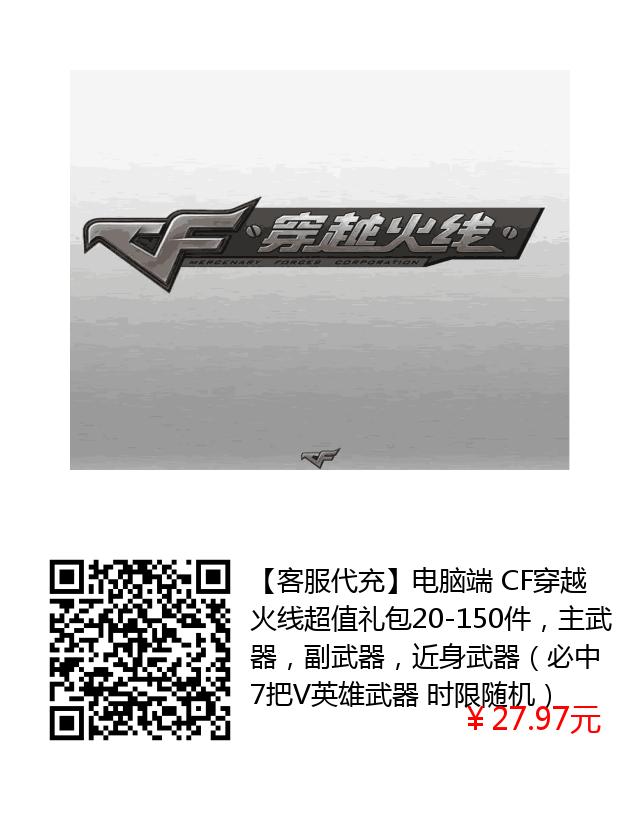 CF 穿越火线
MERCENARY FORCES CORPORATION
CF
【客服代充】电脑端 CF穿越
火线超值礼包20-150件，主武
器，副武器，近身武器（必中
7把V英雄武器 时限随机）
￥27.97元